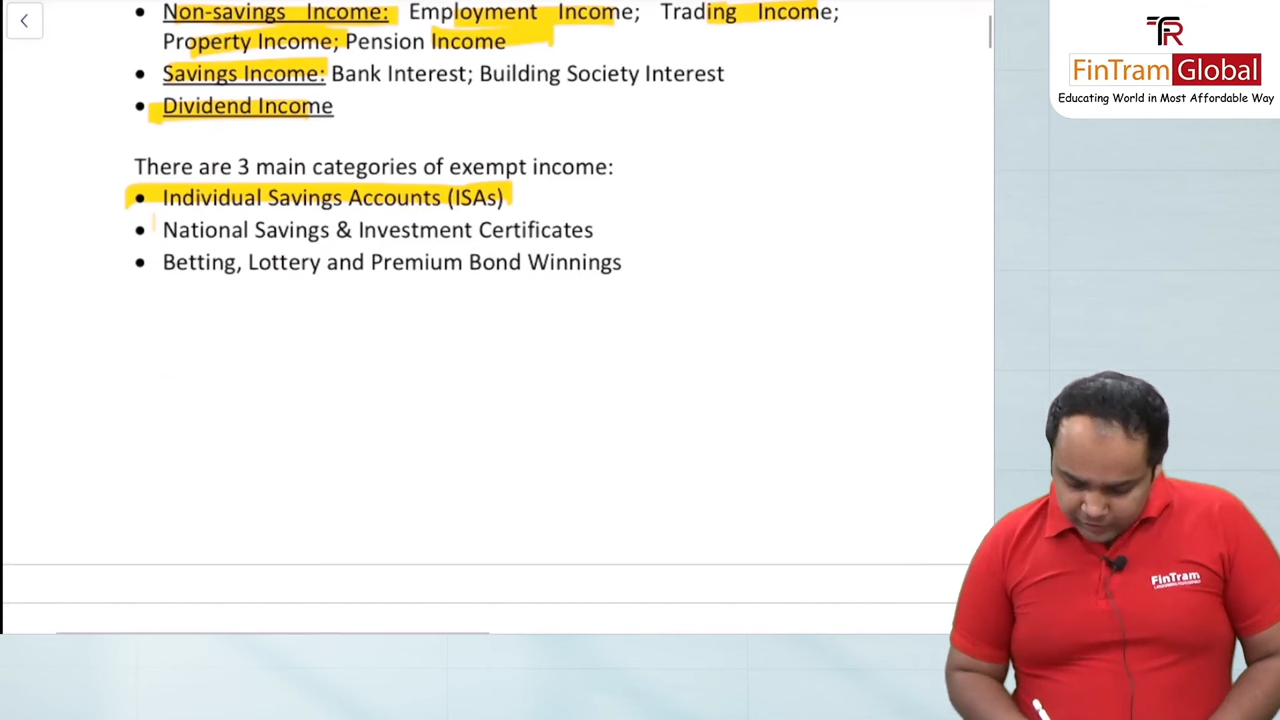 Non-savings Income: Employment Income; Trading Income;
Property Income; Pension Income
Savings Income: Bank Interest; Building Society Interest
Dividend Income
There are 3 main categories of exempt income:
Individual Savings Accounts (ISAs)
National Savings & Investment Certificates
Betting, Lottery and Premium Bond Winnings
FinTram Global
Educating World in Most Affordable Way
FinTram